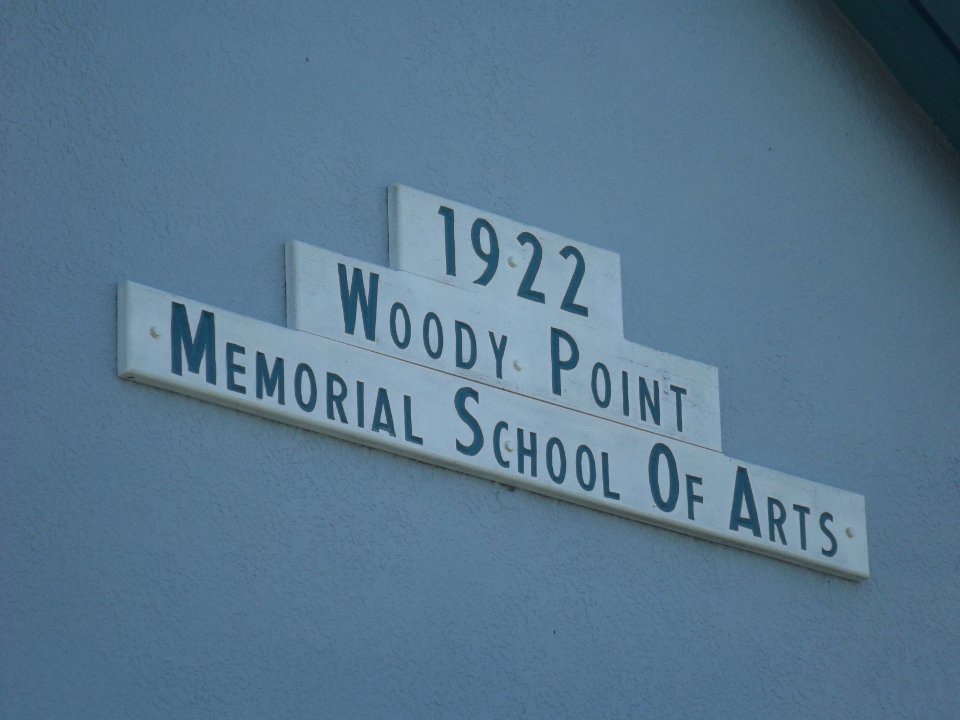 1922
WOODY POINT
MEMORIAL SCHOOL OF ARTS